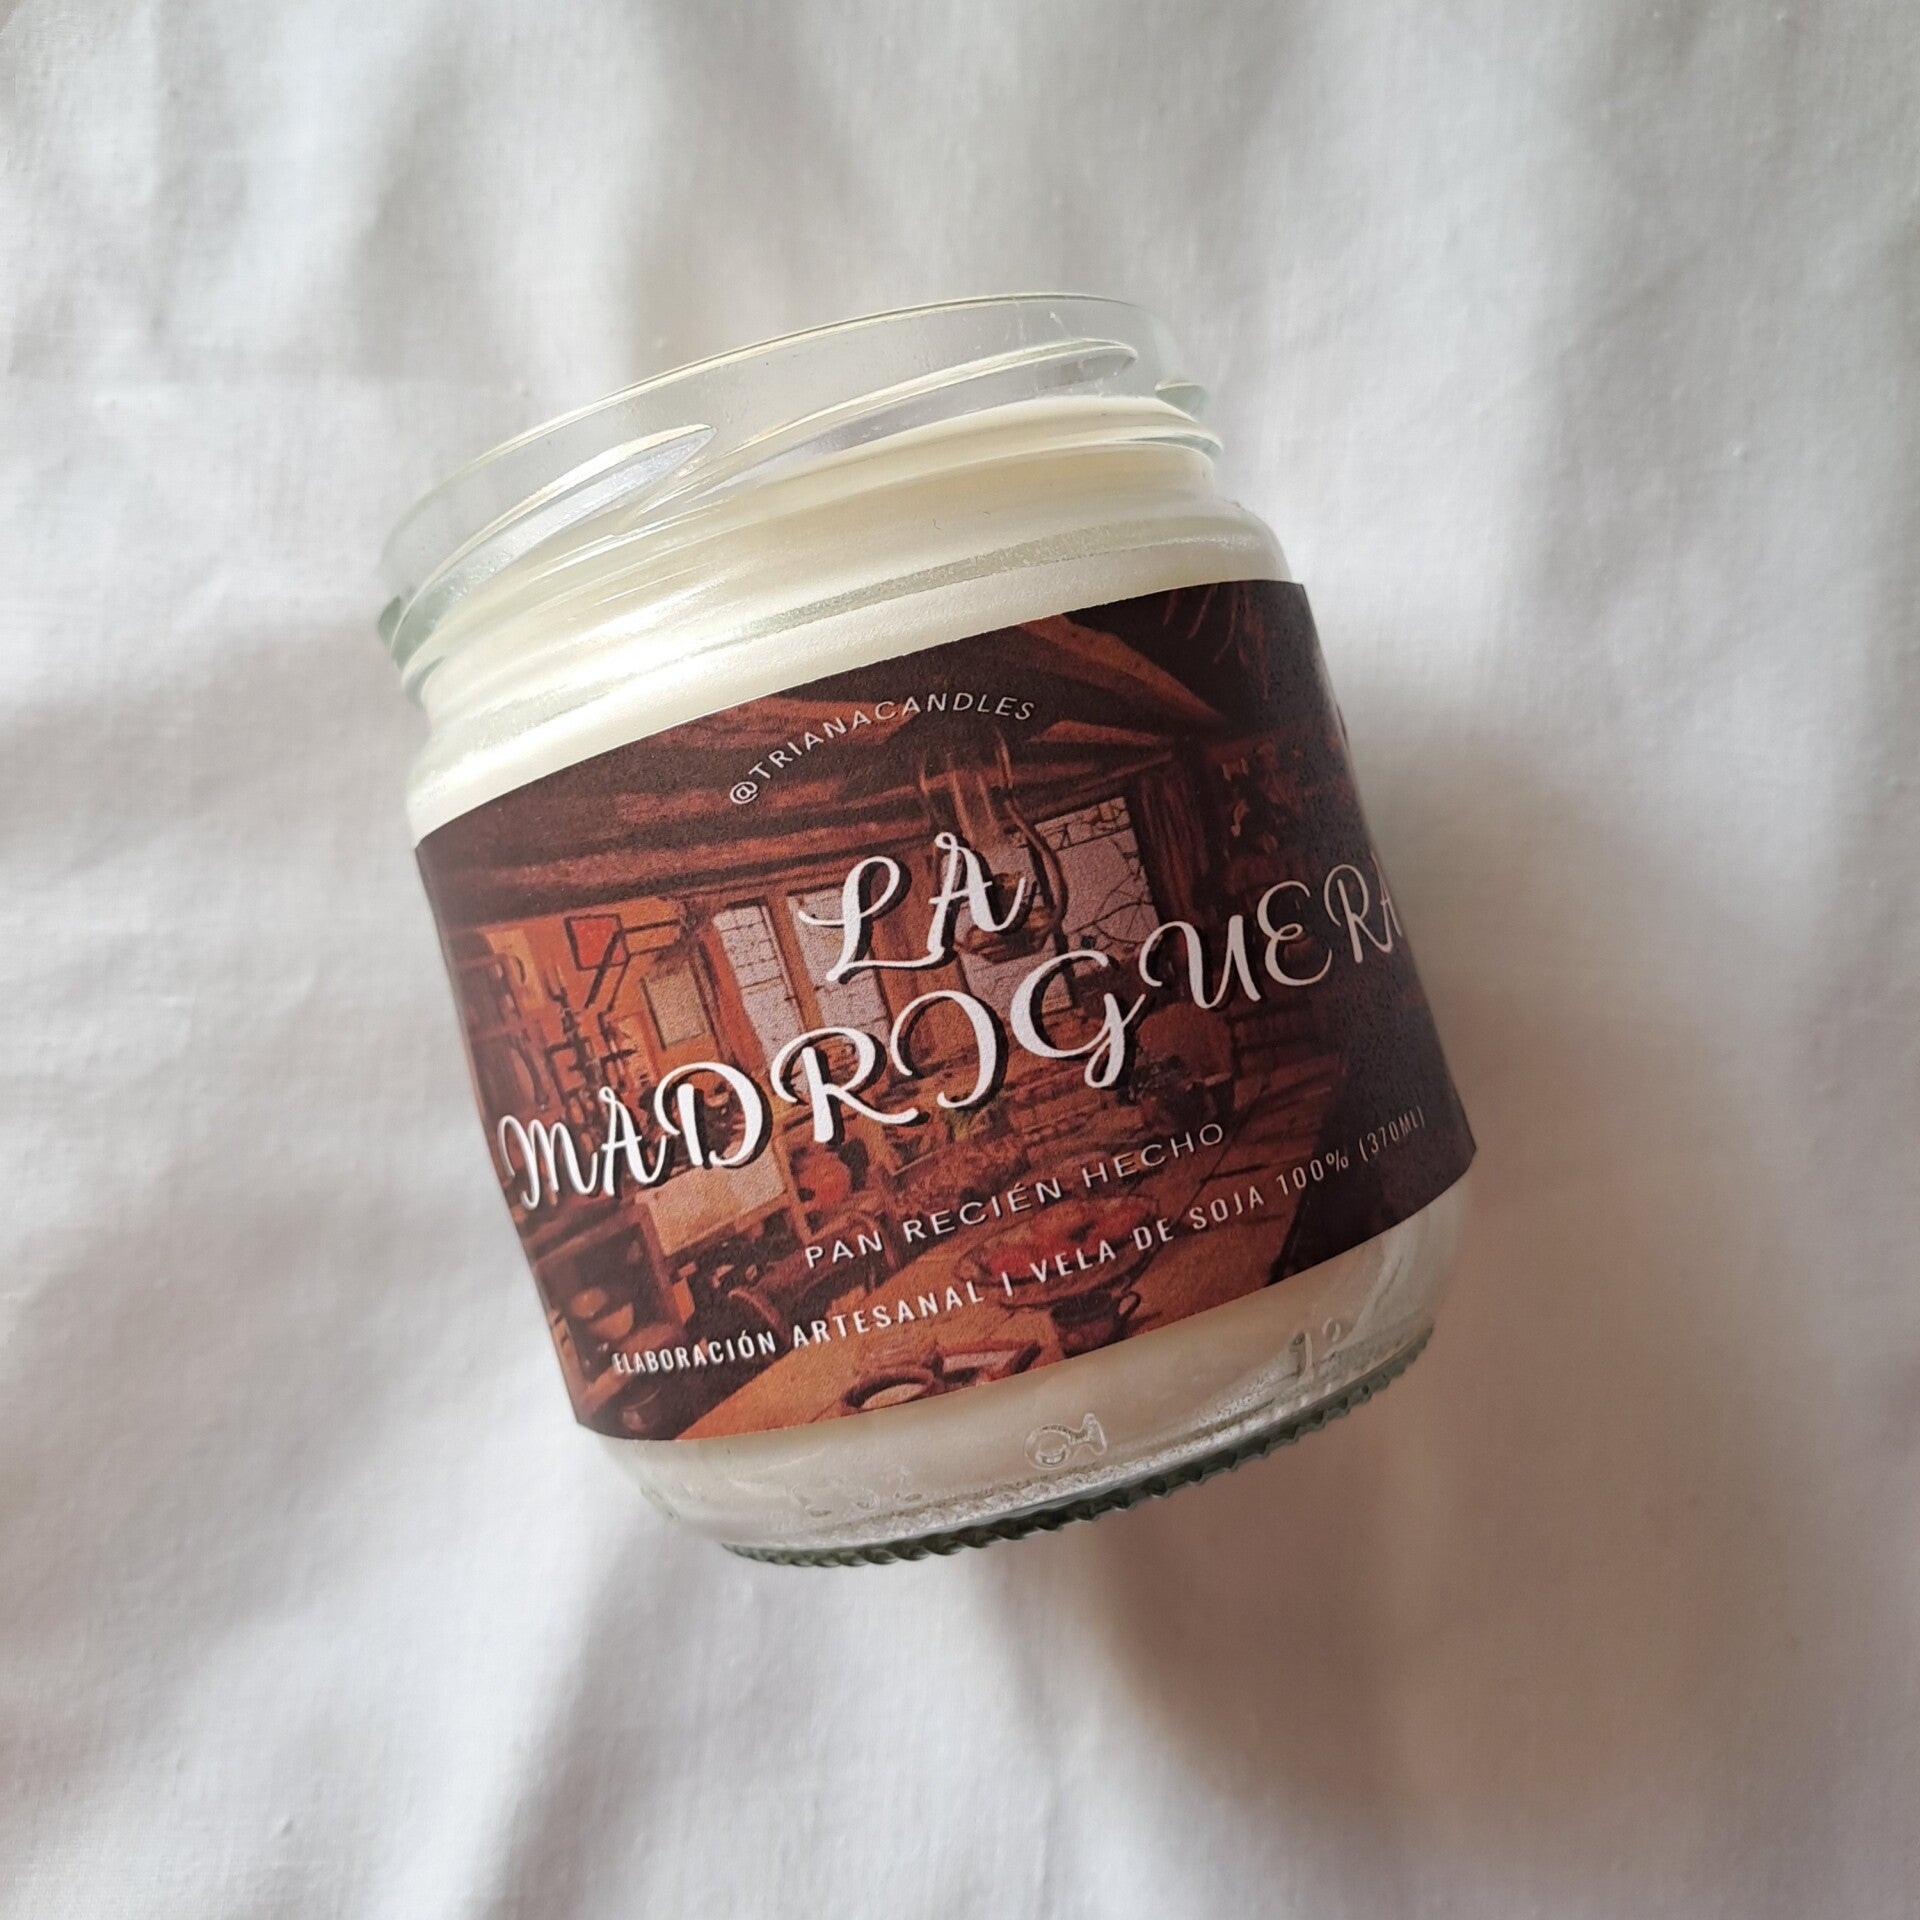 @TRIANACANDLES
LA
MADRIGUERA
PAN RECIÉN HECHO
ELABORACIÓN ARTESANAL | VELA DE SOJA 100% (370ML)